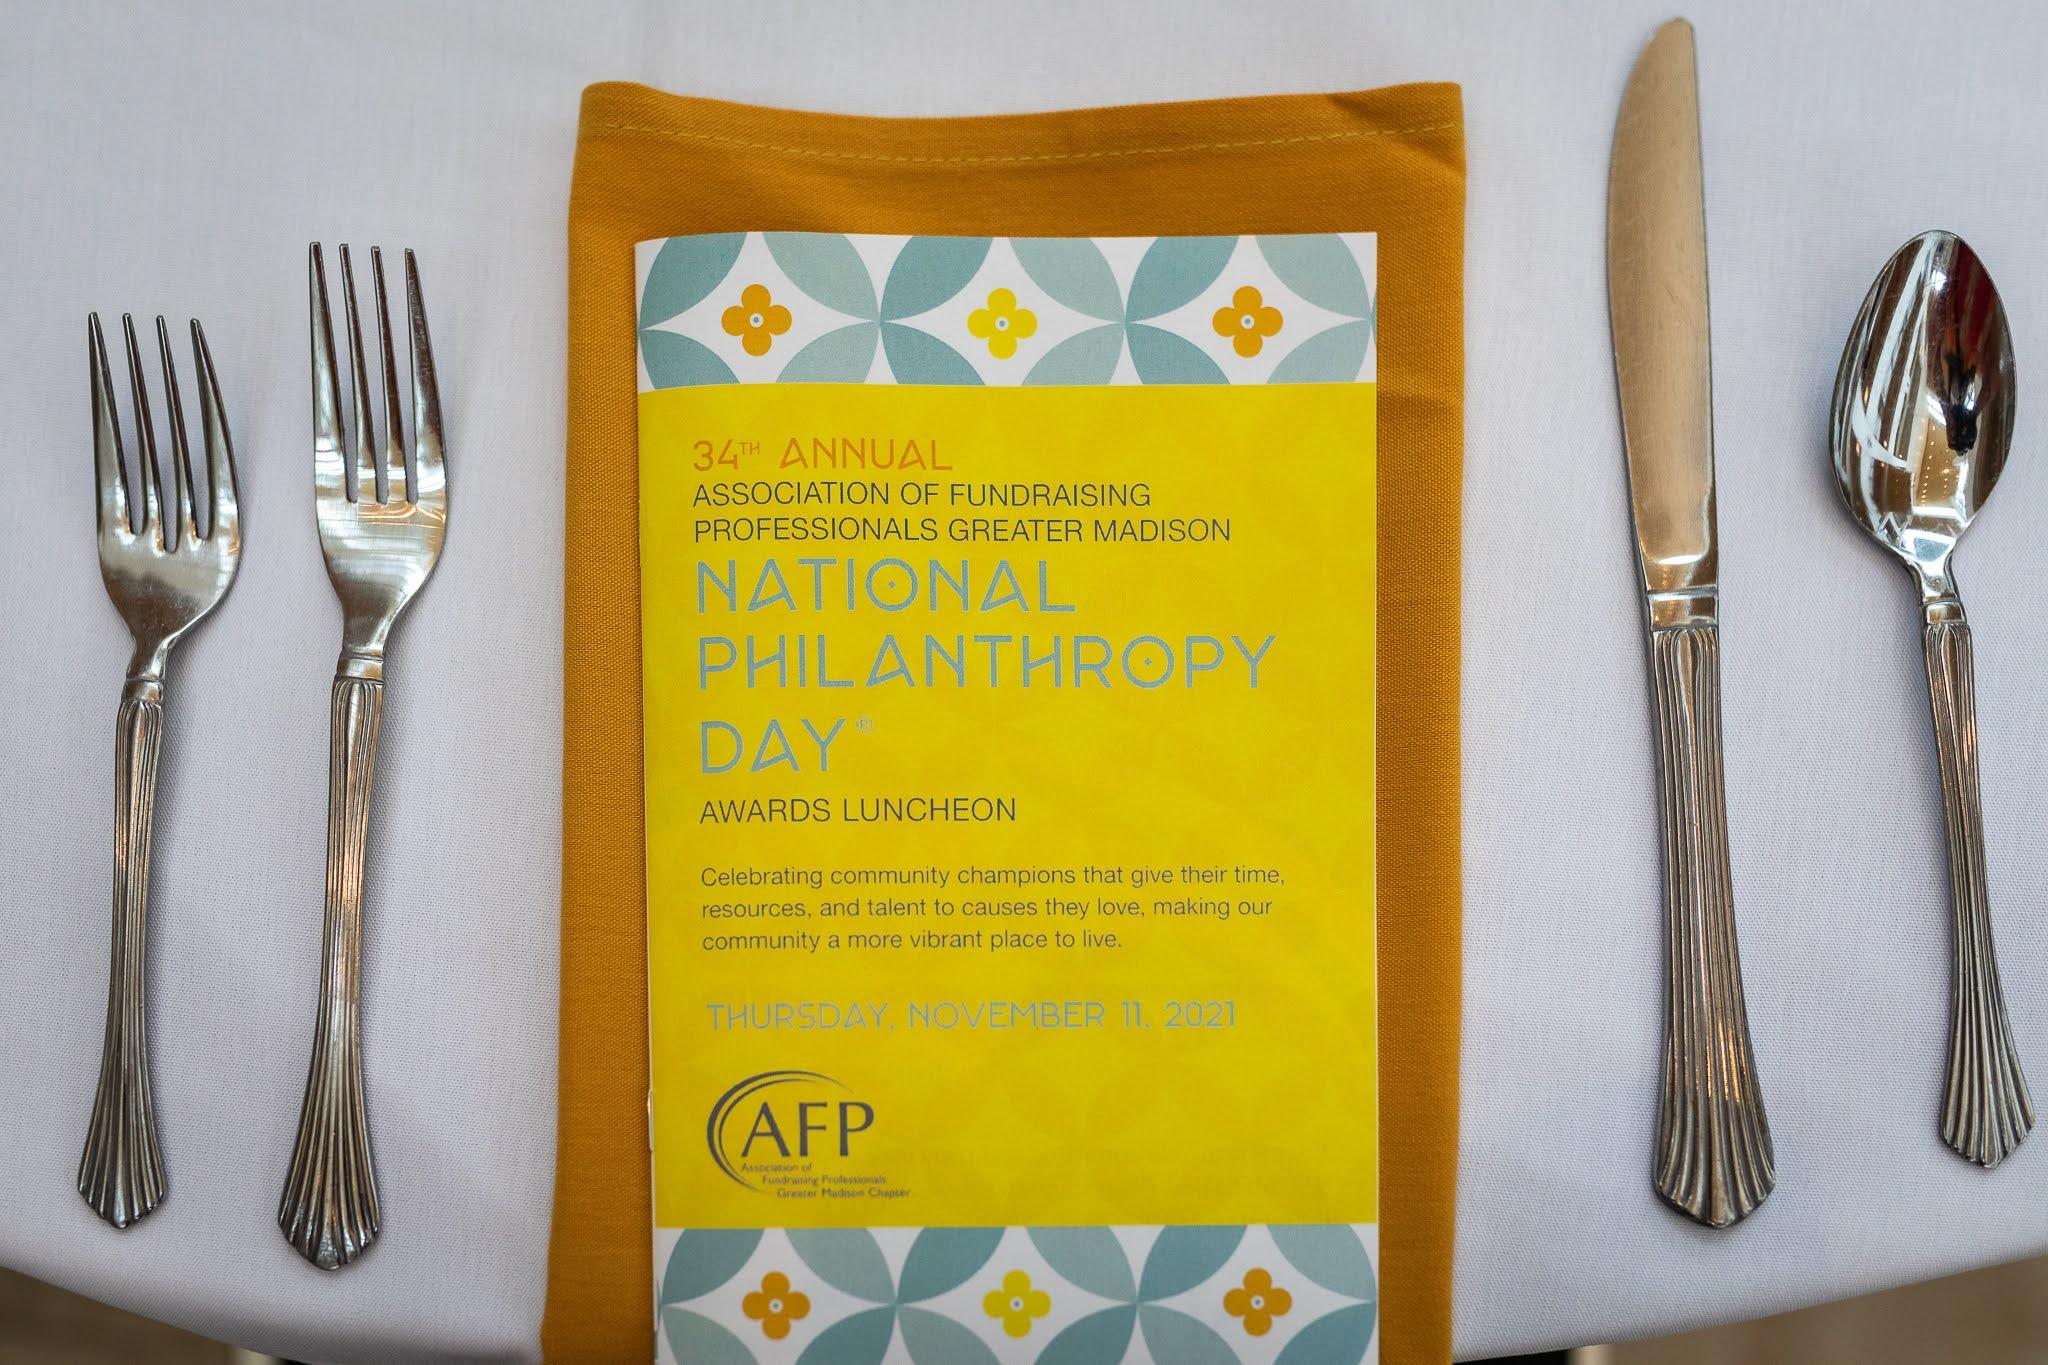 34TH ANNUAL
ASSOCIATION OF FUNDRAISING
PROFESSIONALS GREATER MADISON
NATIONAL
PHILANTHROPY
DAY®
AWARDS LUNCHEON
Celebrating community champions that give their time,
resources, and talent to causes they love, making our
community a more vibrant place to live.
THURSDAY, NOVEMBER 11, 2021
AFP
Association of
Fundraising Professionals
Greater Madison Chapter